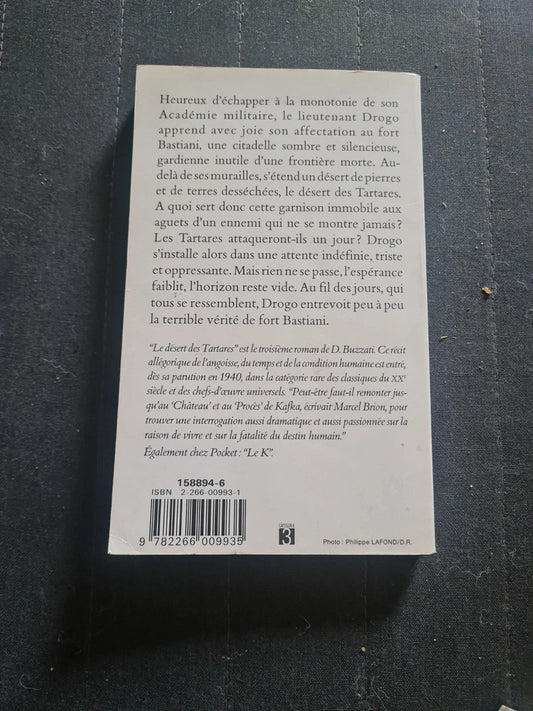 Heureux d'échapper à la monotonie de son
Académie militaire, le lieutenant Drogo
apprend avec joie son affectation au fort
Bastiani, une citadelle sombre et silencieuse,
gardienne inutile d'une frontière morte. Au-
delà de ses murailles, s'étend un désert de pierres
et de terres desséchées, le désert des Tartares.
A quoi sert donc cette garnison immobile aux
aguets d'un ennemi qui ne se montre jamais ?
Les Tartares attaqueront-ils un jour ? Drogo
s'installe alors dans une attente indéfinie, triste
et oppressante. Mais rien ne se passe, l'espérance
faiblit, l'horizon reste vide. Au fil des jours, qui
tous se ressemblent, Drogo entrevoit peu à peu
la terrible vérité de fort Bastiani.
"Le désert des Tartares" est le troisième roman de D. Buzzati. Ce récit
allégorique de l'angoisse, du temps et de la condition humaine est entré,
dès sa parution en 1940, dans la catégorie rare des classiques du XXe
siècle et des chefs-d'œuvre universels. "Peut-être faut-il remonter jus-
qu'au 'Château' et au 'Procès' de Kafka, écrivait Marcel Brion, pour
trouver une interrogation aussi dramatique et aussi passionnée sur la
raison de vivre et sur la fatalité du destin humain."
Également chez Pocket : "Le K".
158894-6
ISBN 2-266-00993-1
9 782266 009935
3
Photo : Philippe LAFOND/D.R.